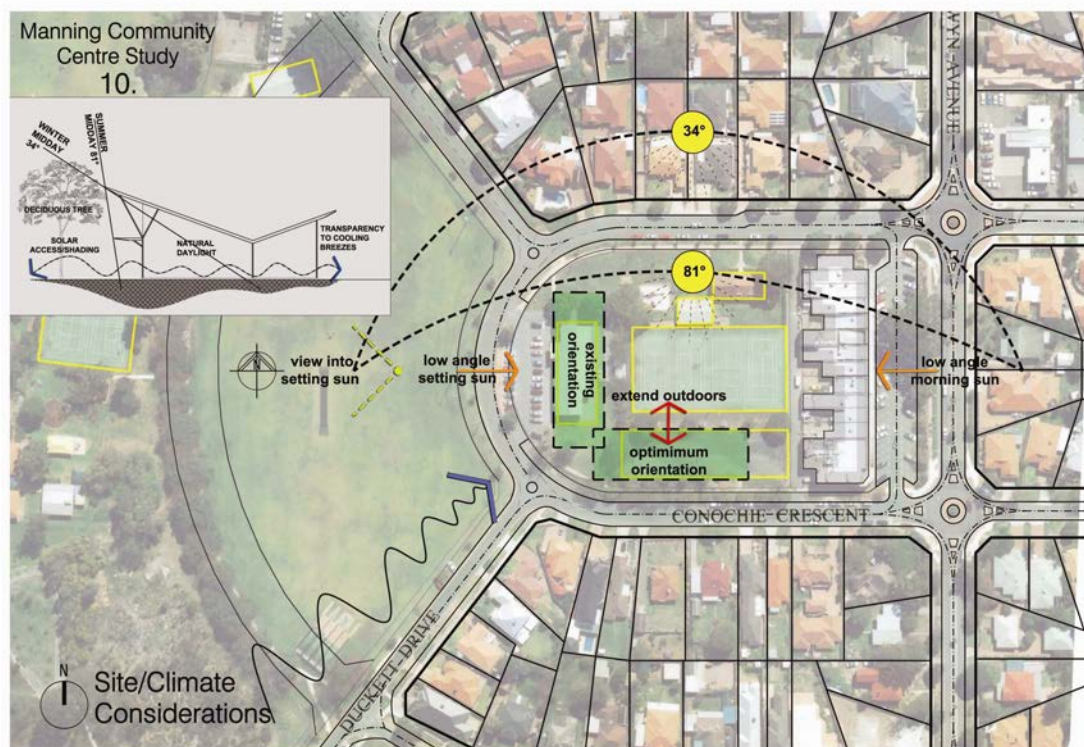 Manning Community
Centre Study
10.
WINTER
MIDDAY
34°
SUMMER
MIDDAY 81°
DECIDUOUS TREE
SOLAR
ACCESS/SHADING
NATURAL
DAYLIGHT
TRANSPARENCY
TO COOLING
BREEZES
34°
WYN AVENUE
81°
N
view into
setting sun
low angle
setting sun
existing
orientation
extend outdoors
optimimum
orientation
low angle
morning sun
CONOCHIE CRESCENT
DUCKETT DRIVE
N
Site/Climate
Considerations